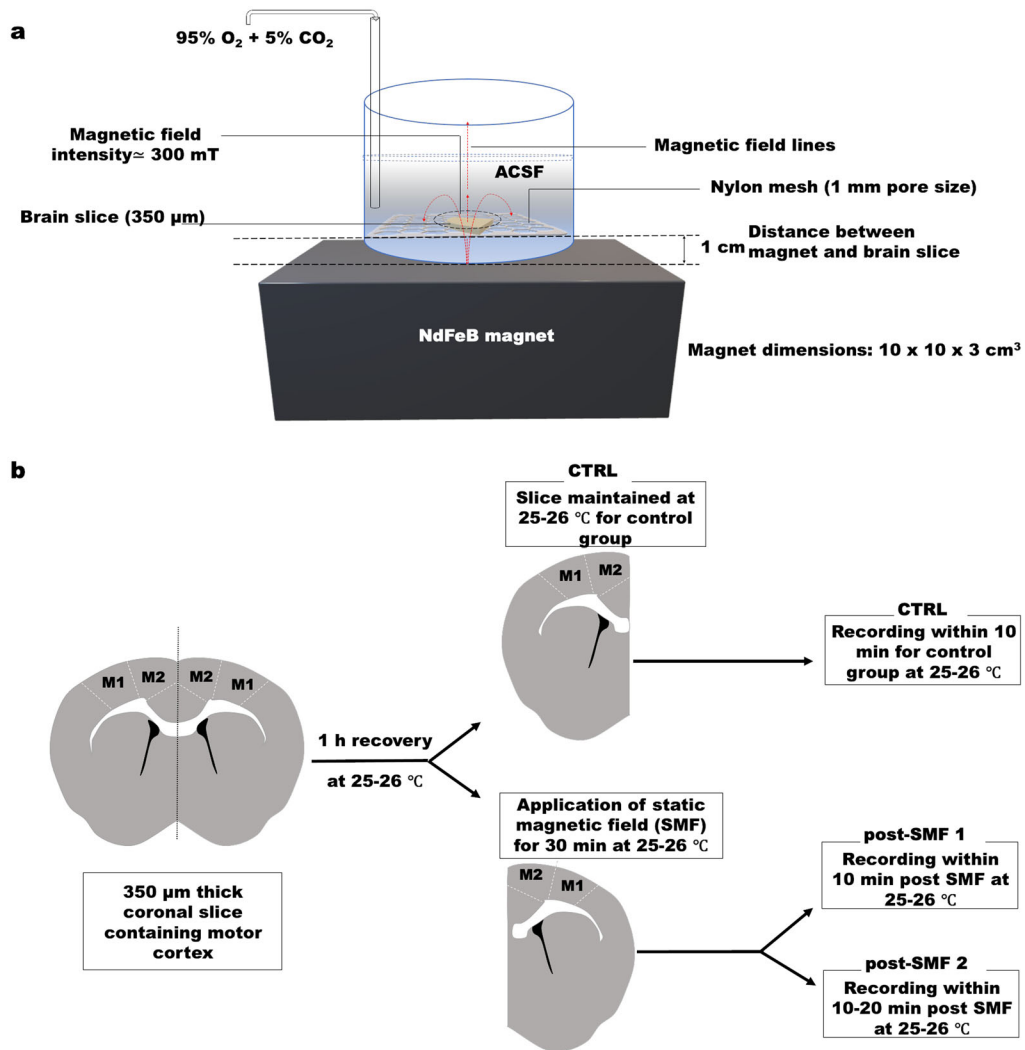 a
95% O₂ + 5% CO₂
Magnetic field
intensity≃ 300 mT
Magnetic field lines
ACSF
Nylon mesh (1 mm pore size)
Brain slice (350 µm)
1 cm
Distance between
magnet and brain slice
NdFeB magnet
Magnet dimensions: 10 x 10 x 3 cm³
b
CTRL
Slice maintained at
25-26 ℃ for control
group
M1
M2
CTRL
Recording within 10
min for control
group at 25-26 ℃
M1
M2
M2
M1
1 h recovery
at 25-26 ℃
350 µm thick
coronal slice
containing motor
cortex
Application of static
magnetic field (SMF)
for 30 min at 25-26 ℃
M2
M1
post-SMF 1
Recording within
10 min post SMF at
25-26 ℃
post-SMF 2
Recording within
10-20 min post SMF
at 25-26 ℃